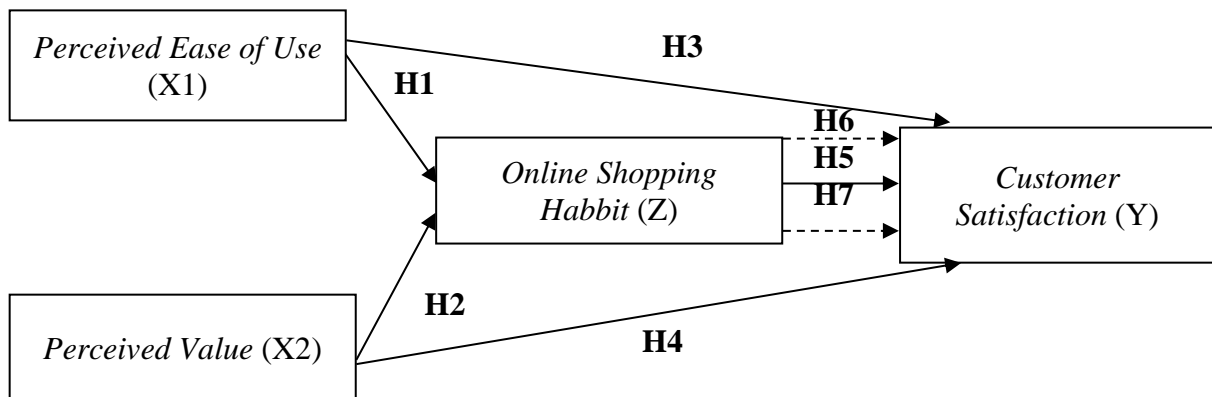 Perceived Ease of Use
(X1)
H3
H1
H6
Online Shopping
Habbit (Z)
H5
H7
Customer
Satisfaction (Y)
H2
Perceived Value (X2)
H4